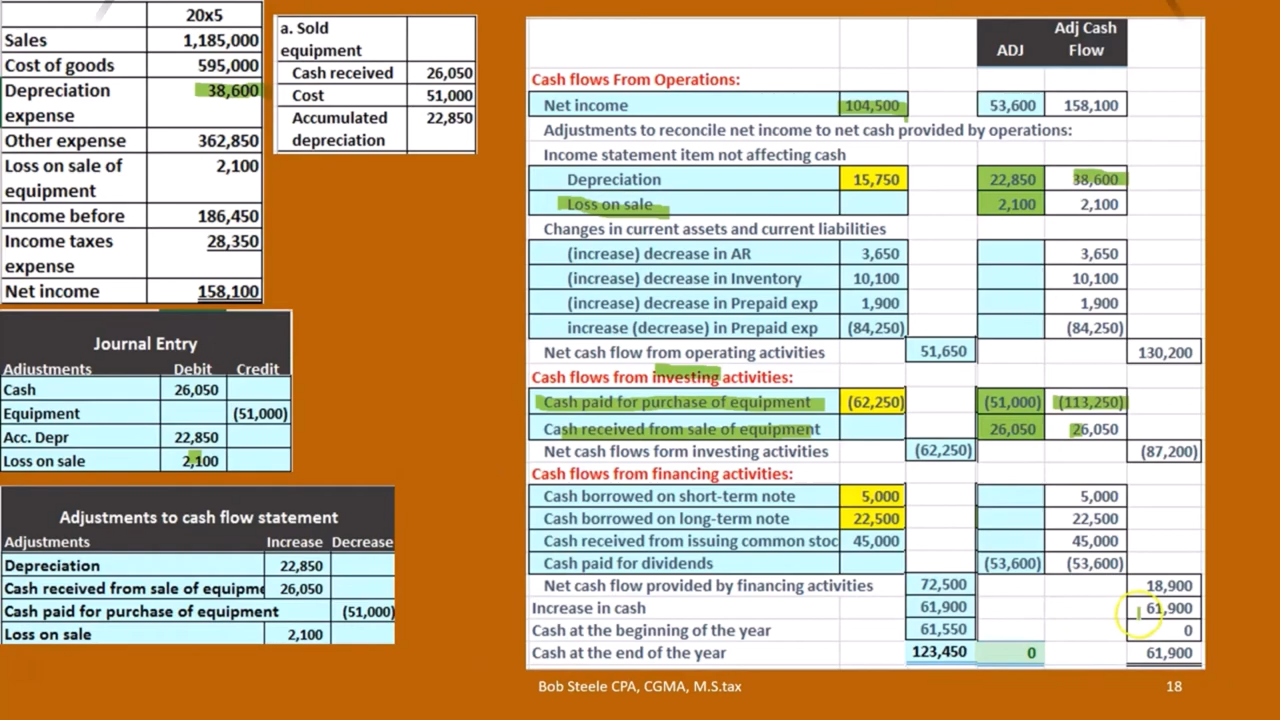 20x5
Sales 1,185,000
Cost of goods 595,000
Depreciation 38,600
expense
Other expense 362,850
Loss on sale of 2,100
equipment
Income before 186,450
Income taxes 28,350
expense
Net income 158,100
a. Sold
equipment
Cash received 26,050
Cost 51,000
Accumulated 22,850
depreciation
Journal Entry
Adjustments Debit Credit
Cash 26,050
Equipment (51,000)
Acc. Depr 22,850
Loss on sale 2,100
Adjustments to cash flow statement
Adjustments Increase Decrease
Depreciation 22,850
Cash received from sale of equipme 26,050
Cash paid for purchase of equipment (51,000)
Loss on sale 2,100
Adj Cash
ADJ Flow
Cash flows From Operations:
Net income 104,500 53,600 158,100
Adjustments to reconcile net income to net cash provided by operations:
Income statement item not affecting cash
Depreciation 15,750 22,850 38,600
Loss on sale 2,100 2,100
Changes in current assets and current liabilities
(increase) decrease in AR 3,650 3,650
(increase) decrease in Inventory 10,100 10,100
(increase) decrease in Prepaid exp 1,900 1,900
increase (decrease) in Prepaid exp (84,250) (84,250)
Net cash flow from operating activities 51,650 130,200
Cash flows from investing activities:
Cash paid for purchase of equipment (62,250) (51,000) (113,250)
Cash received from sale of equipment 26,050 26,050
Net cash flows form investing activities (62,250) (87,200)
Cash flows from financing activities:
Cash borrowed on short-term note 5,000 5,000
Cash borrowed on long-term note 22,500 22,500
Cash received from issuing common stoc 45,000 45,000
Cash paid for dividends (53,600) (53,600)
Net cash flow provided by financing activities 72,500 18,900
Increase in cash 61,900 61,900
Cash at the beginning of the year 61,550 0
Cash at the end of the year 123,450 0 61,900
Bob Steele CPA, CGMA, M.S.tax 18